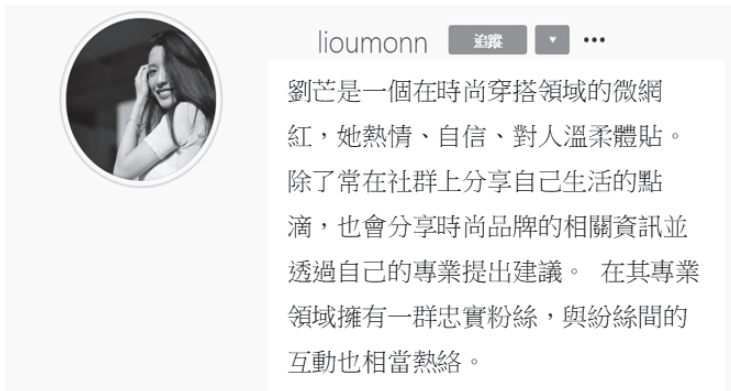 lioumonn 追蹤
劉芒是一個在時尚穿搭領域的微網
紅，她熱情、自信、對人溫柔體貼。
除了常在社群上分享自己生活的點
滴，也會分享時尚品牌的相關資訊並
透過自己的專業提出建議。 在其專業
領域擁有一群忠實粉絲，與紛絲間的
互動也相當熱絡。